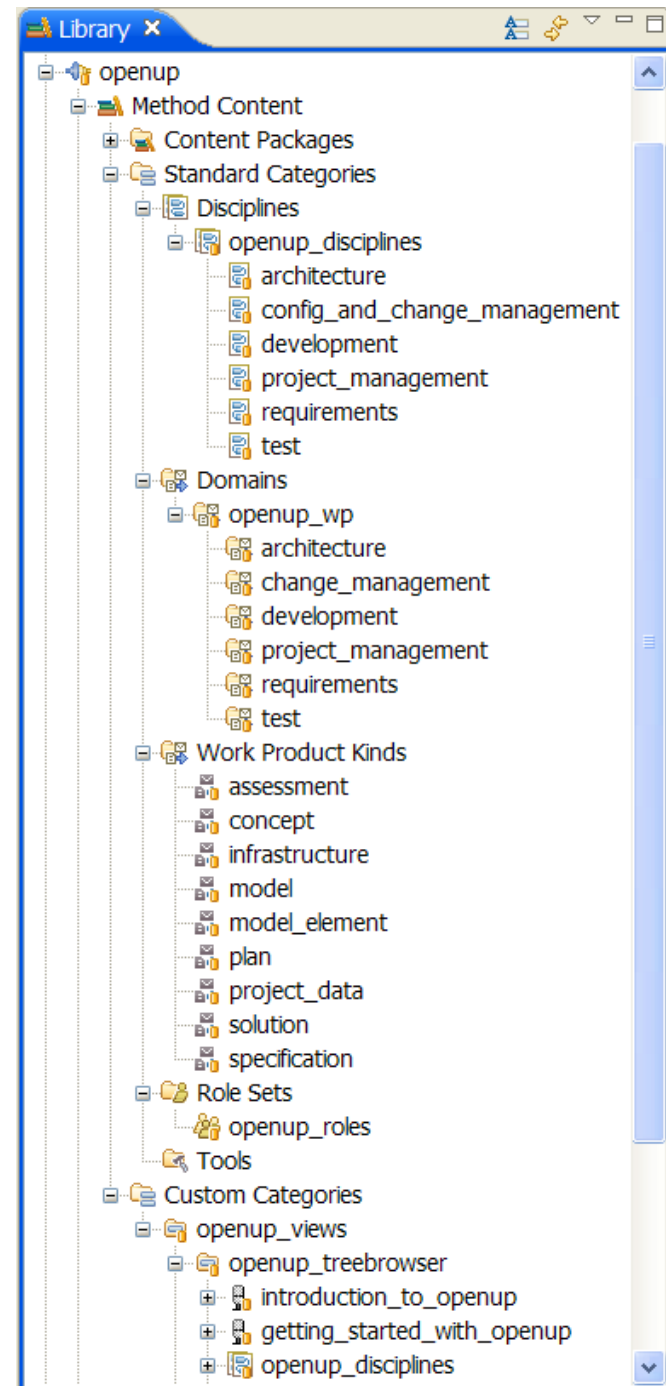 Library
openup
Method Content
Content Packages
Standard Categories
Disciplines
openup_disciplines
architecture
config_and_change_management
development
project_management
requirements
test
Domains
openup_wp
architecture
change_management
development
project_management
requirements
test
Work Product Kinds
assessment
concept
infrastructure
model
model_element
plan
project_data
solution
specification
Role Sets
openup_roles
Tools
Custom Categories
openup_views
openup_treebrowser
introduction_to_openup
getting_started_with_openup
openup_disciplines